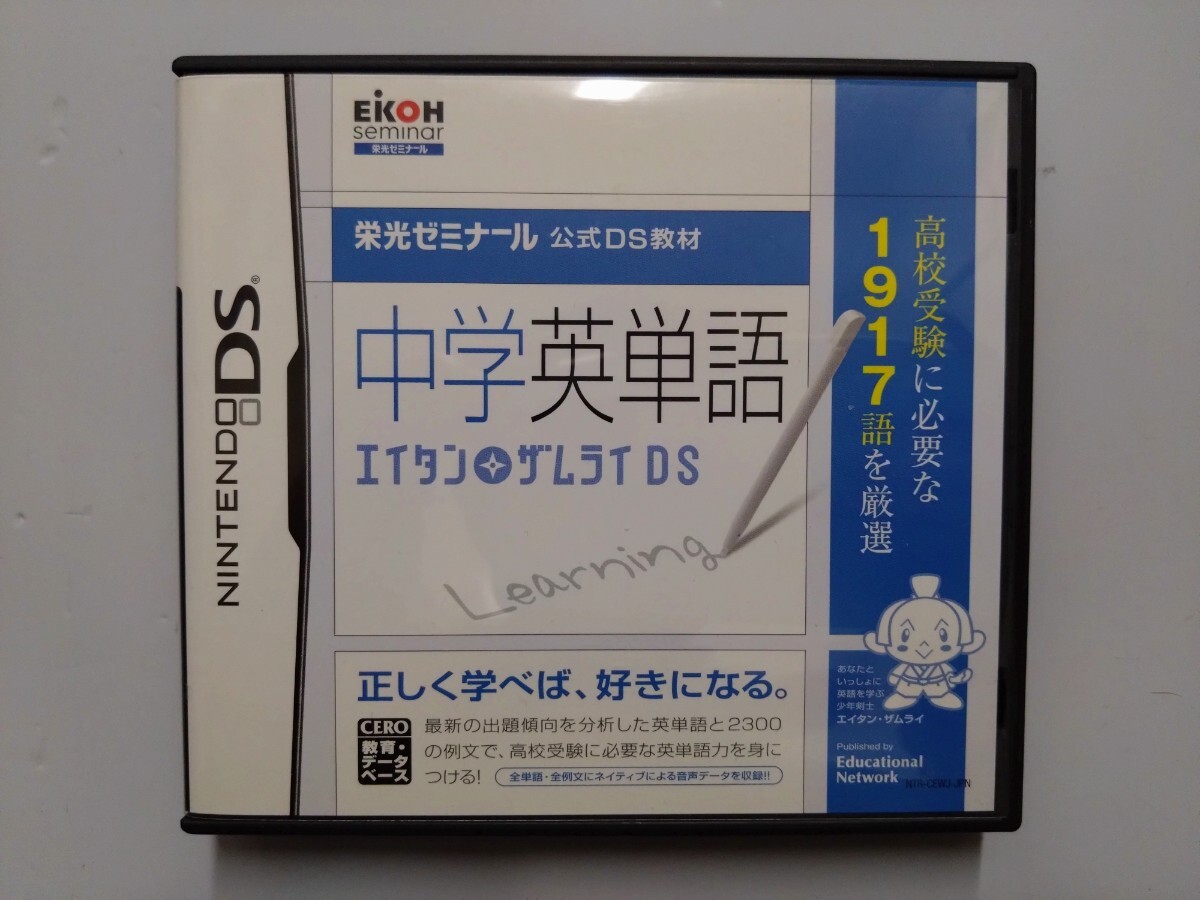 NINTENDO DS®
EIKOH
seminar
栄光ゼミナール
栄光ゼミナール 公式DS教材
中学英単語
エイタン ザムライDS
Learning
高校受験に必要な
1917語を厳選
正しく学べば、好きになる。
CERO
教育・
データ
ベース
最新の出題傾向を分析した英単語と2300
の例文で、高校受験に必要な英単語力を身に
つける!
全単語・全例文にネイティブによる音声データを収録!!
あなたと
いっしょに
英語を学ぶ
少年剣士
エイタン・ザムライ
Published by
Educational
Network
NTR-CEWJ-JPN